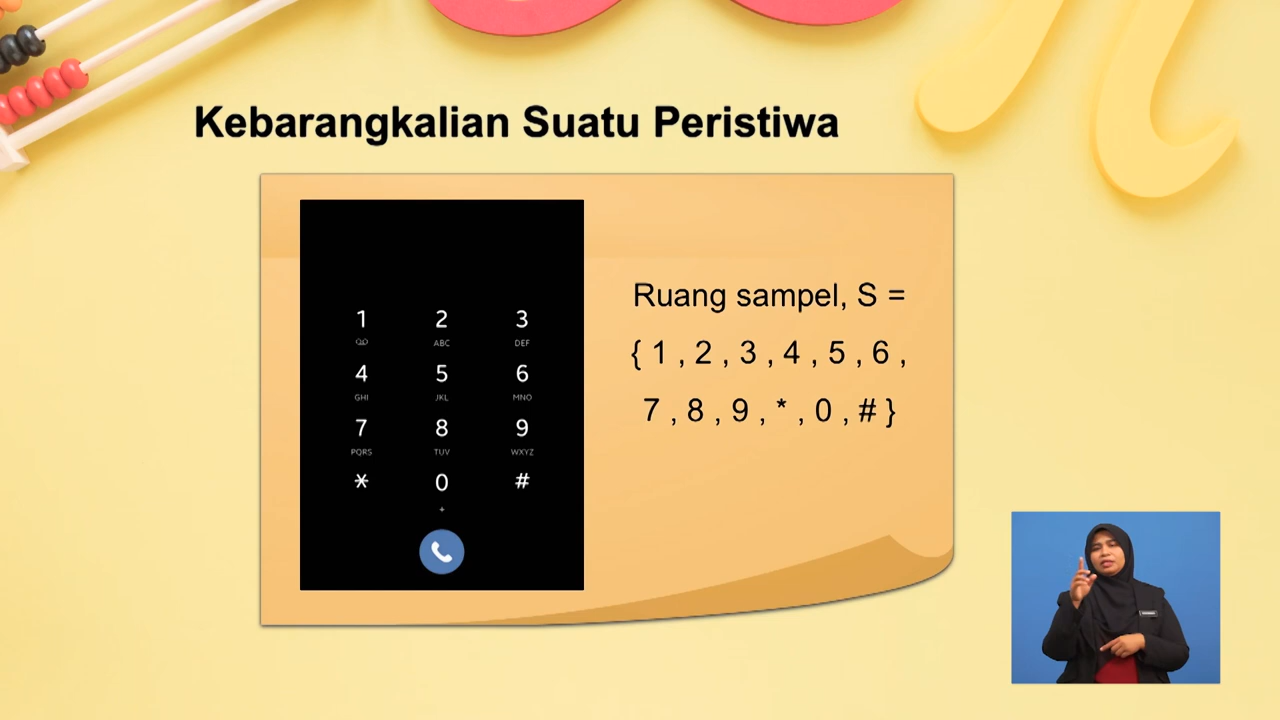 Kebarangkalian Suatu Peristiwa
Ruang sampel, S =
{ 1 , 2 , 3 , 4 , 5 , 6 ,
7 , 8 , 9 , * , 0 , # }
1 2 3
ABC DEF
4 5 6
GHI JKL MNO
7 8 9
PQRS TUV WXYZ
* 0 #
+